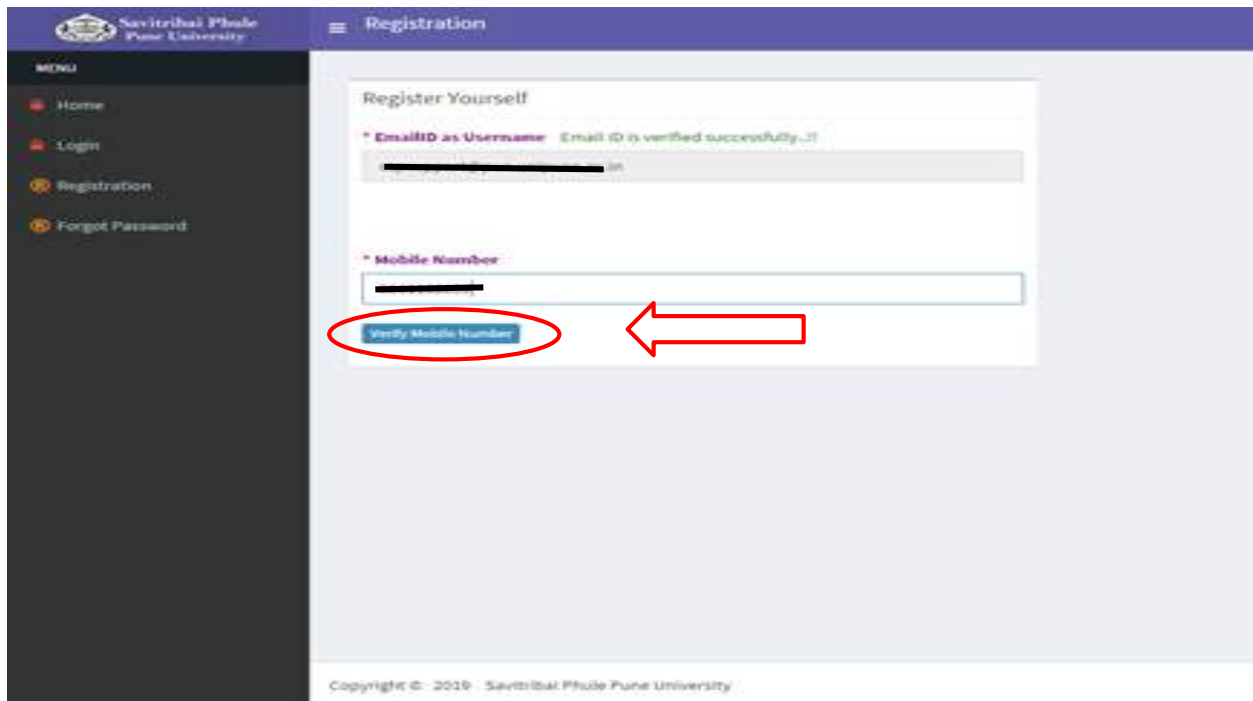 Savitribai Phule
Pune University
Registration
MENU
Home
Login
Registration
Forgot Password
Register Yourself
* EmailID as Username Email ID is verified successfully..!!
in
* Mobile Number
Verify Mobile Number
Copyright © 2019 Savitribai Phule Pune University